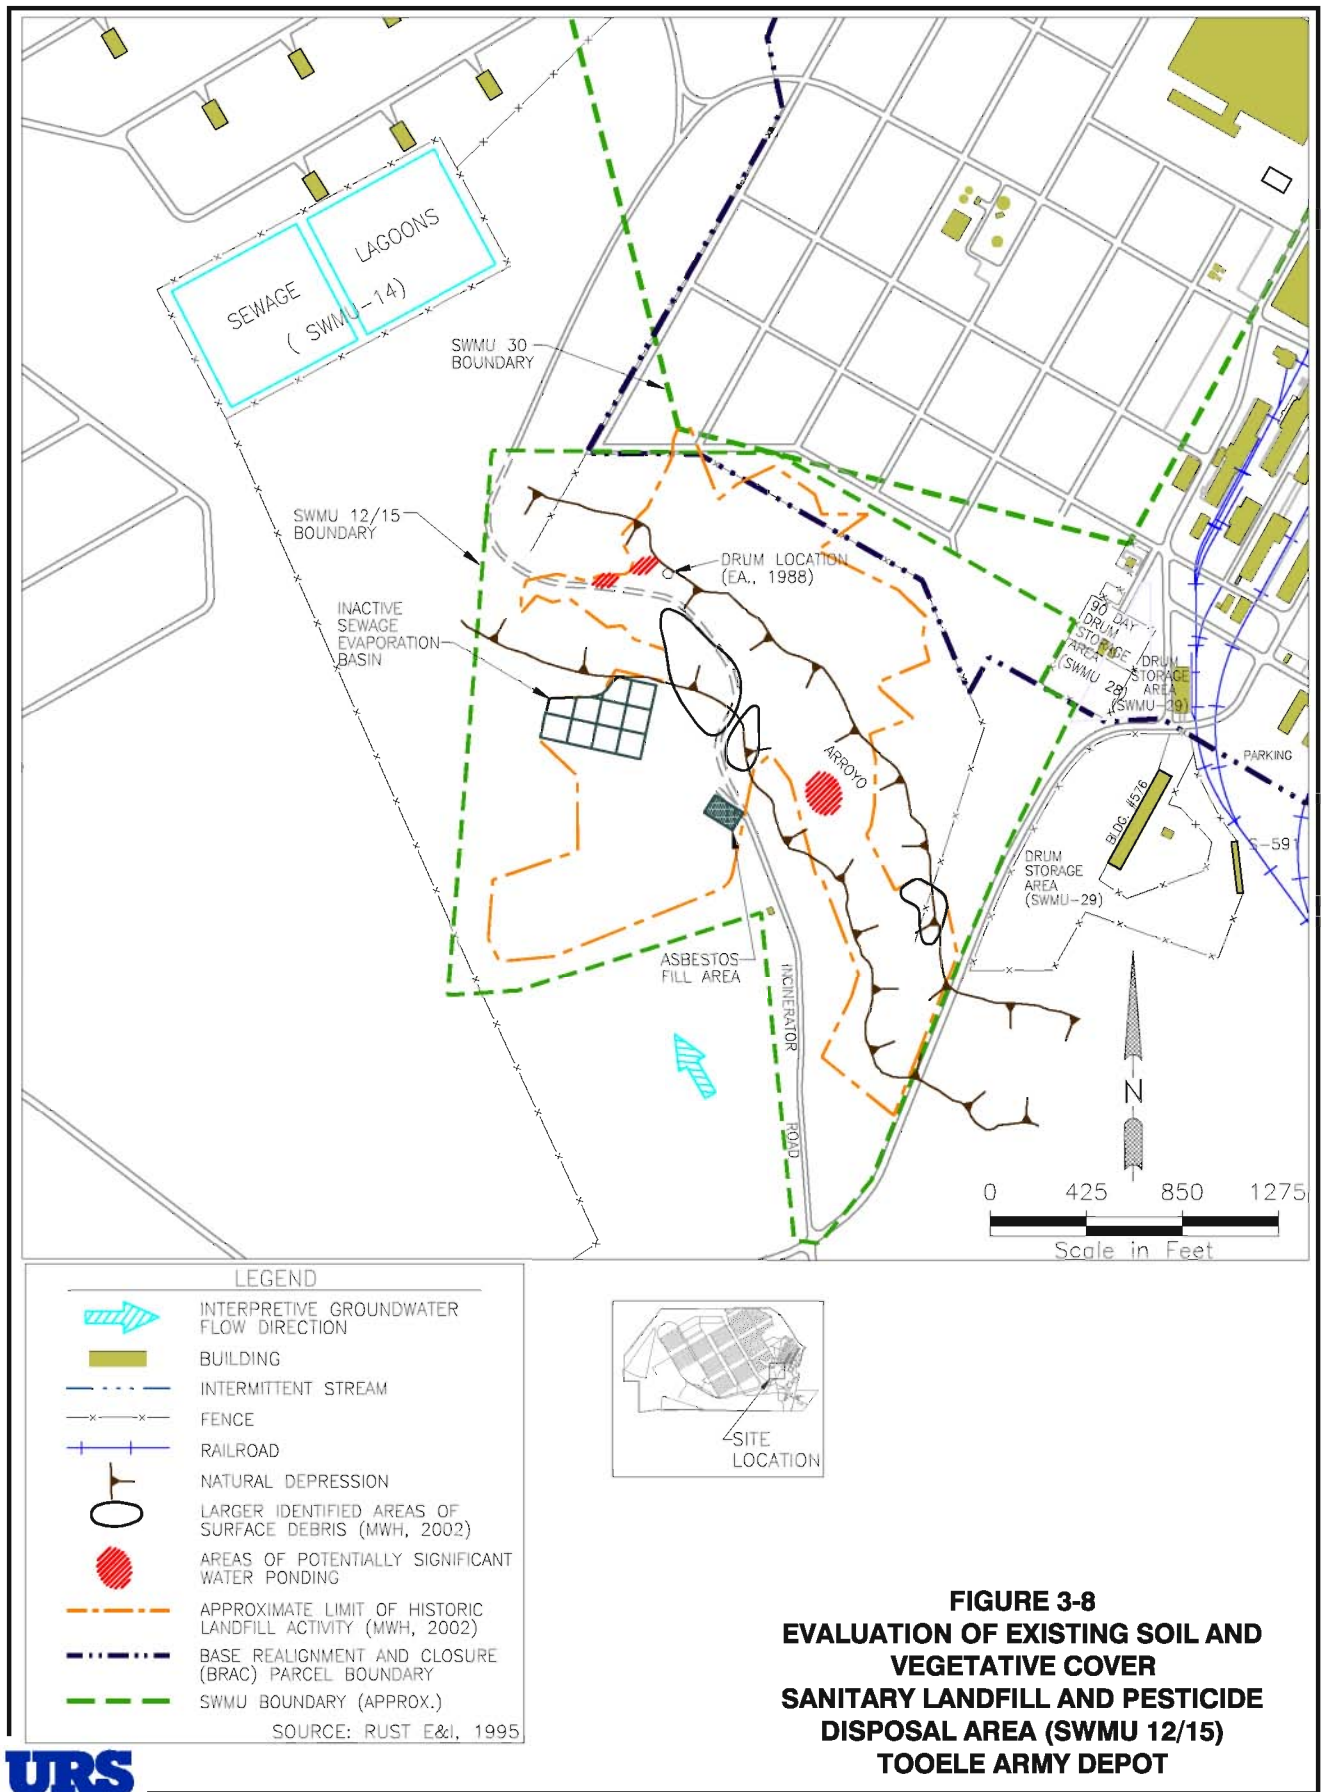 SEWAGE
LAGOONS
( SWMU-14)
SWMU 30
BOUNDARY
SWMU 12/15
BOUNDARY
DRUM LOCATION
(EA., 1988)
INACTIVE
SEWAGE
EVAPORATION
BASIN
90 DAY
DRUM
STORAGE
AREA
(SWMU 28)
DRUM
STORAGE
AREA
(SWMU-29)
PARKING
ARROYO
BLDG. #576
S-591
DRUM
STORAGE
AREA
(SWMU-29)
ASBESTOS
FILL AREA
INCINERATOR
ROAD
N
0 425 850 1275
Scale in Feet
LEGEND
INTERPRETIVE GROUNDWATER
FLOW DIRECTION
BUILDING
INTERMITTENT STREAM
FENCE
RAILROAD
NATURAL DEPRESSION
LARGER IDENTIFIED AREAS OF
SURFACE DEBRIS (MWH, 2002)
AREAS OF POTENTIALLY SIGNIFICANT
WATER PONDING
APPROXIMATE LIMIT OF HISTORIC
LANDFILL ACTIVITY (MWH, 2002)
BASE REALIGNMENT AND CLOSURE
(BRAC) PARCEL BOUNDARY
SWMU BOUNDARY (APPROX.)
SOURCE: RUST E&I, 1995
SITE
LOCATION
FIGURE 3-8
EVALUATION OF EXISTING SOIL AND
VEGETATIVE COVER
SANITARY LANDFILL AND PESTICIDE
DISPOSAL AREA (SWMU 12/15)
TOOELE ARMY DEPOT
URS